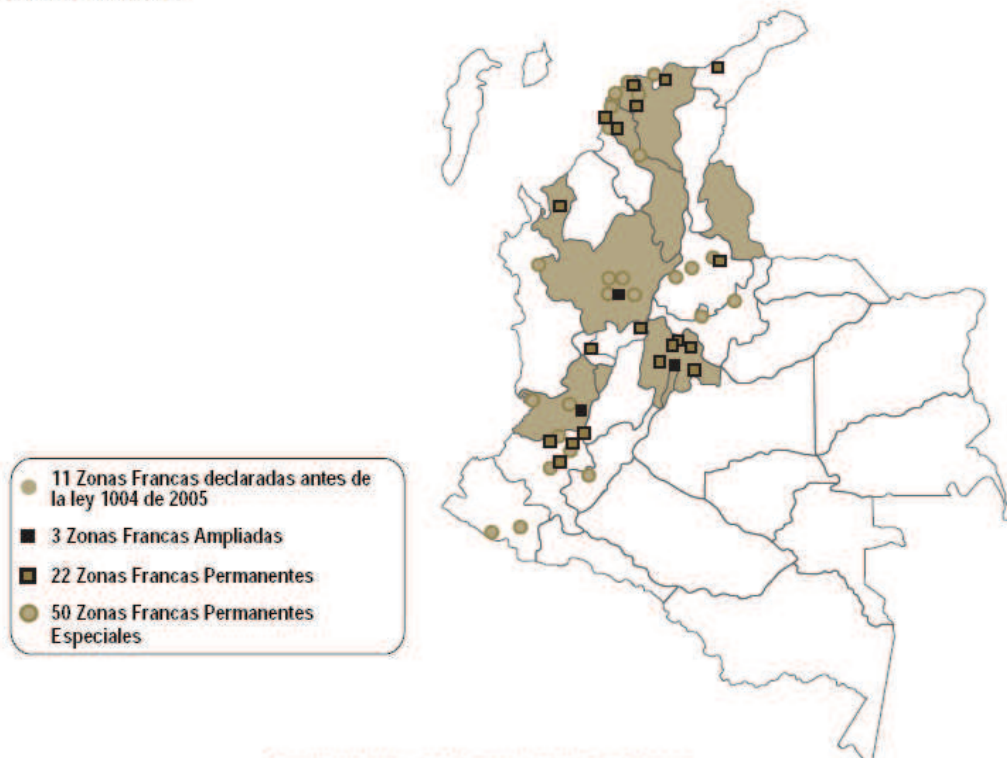 11 Zonas Francas declaradas antes de
la ley 1004 de 2005
3 Zonas Francas Ampliadas
22 Zonas Francas Permanentes
50 Zonas Francas Permanentes
Especiales